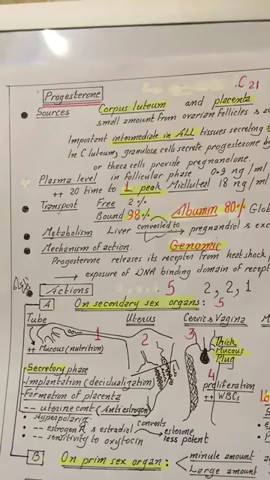 .C 21
Progesterone
Sources Corpus luteum and placenta
small amount from ovarian follicles &
Impotent intermediate in ALL tissues secreting
In C luteum, granulosa cells secrete progesterone by
or theca cells provide pregnanolone.
Plasma level in follicular phase 0.9 ng/ml
↑↑ 20 time to L peak Midluteal 18 ng/ml
Transport Free 2%
Bound 98% Albumin 80% Glob
Metabolism Liver converted to pregnandiol & exc
Mechanism of action. Genomic
Progesterone releases its receptor from heat shock
→ exposure of DNA binding domain of recept
Actions 5 2, 2, 1
A On secondary sex organs: 5
Tube Uterus Cervic & Vagina
1 2 3
++ Mucous (nutrition)
Thick Mucous Plug
4
Secretory phase
Implantation (decidualization)
proliferation
Formation of placenta
↔ WBCs
-- uterine cont (Antiestrogen)
Hyperpolariz
-- estrogen R & estradiol converts → estrone less potent
-- sensitivity to oxytocin
B On prim sex organ: minute amount
Large amount